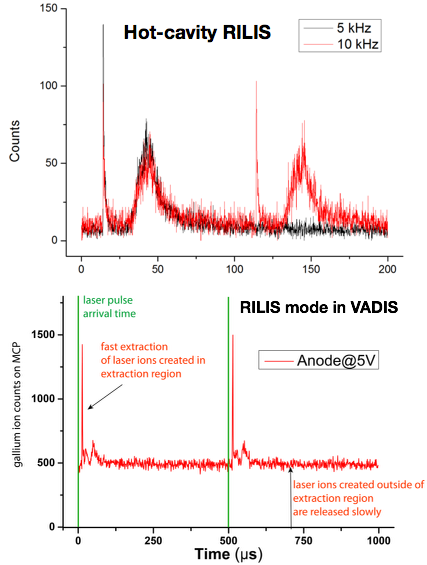 Hot-cavity RILIS
5 kHz
10 kHz
150
100
50
0
Counts
0
50
100
150
200
laser pulse
arrival time
RILIS mode in VADIS
fast extraction
of laser ions created in
extraction region
Anode@5V
1500
1000
500
0
gallium ion counts on MCP
laser ions created outside of
extraction region
are released slowly
0
250
500
750
1000
Time (µs)